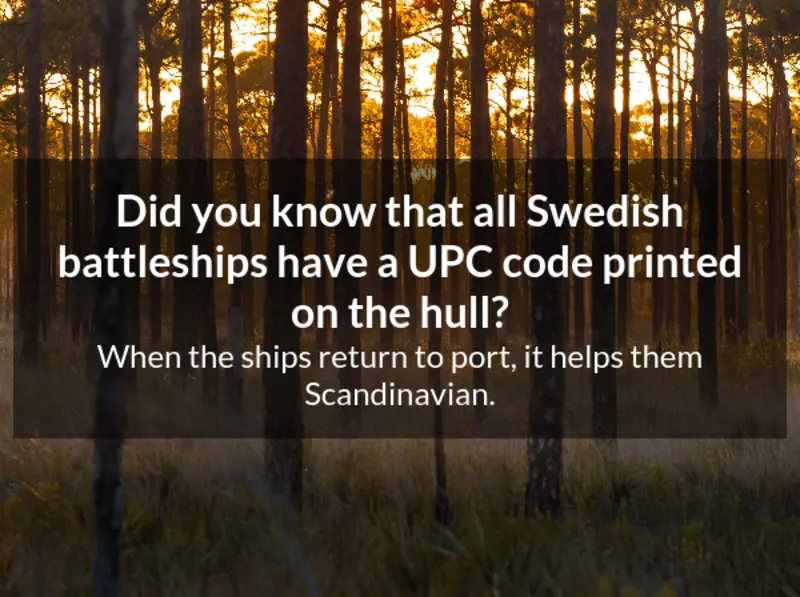 Did you know that all Swedish
battleships have a UPC code printed
on the hull?
When the ships return to port, it helps them
Scandinavian.